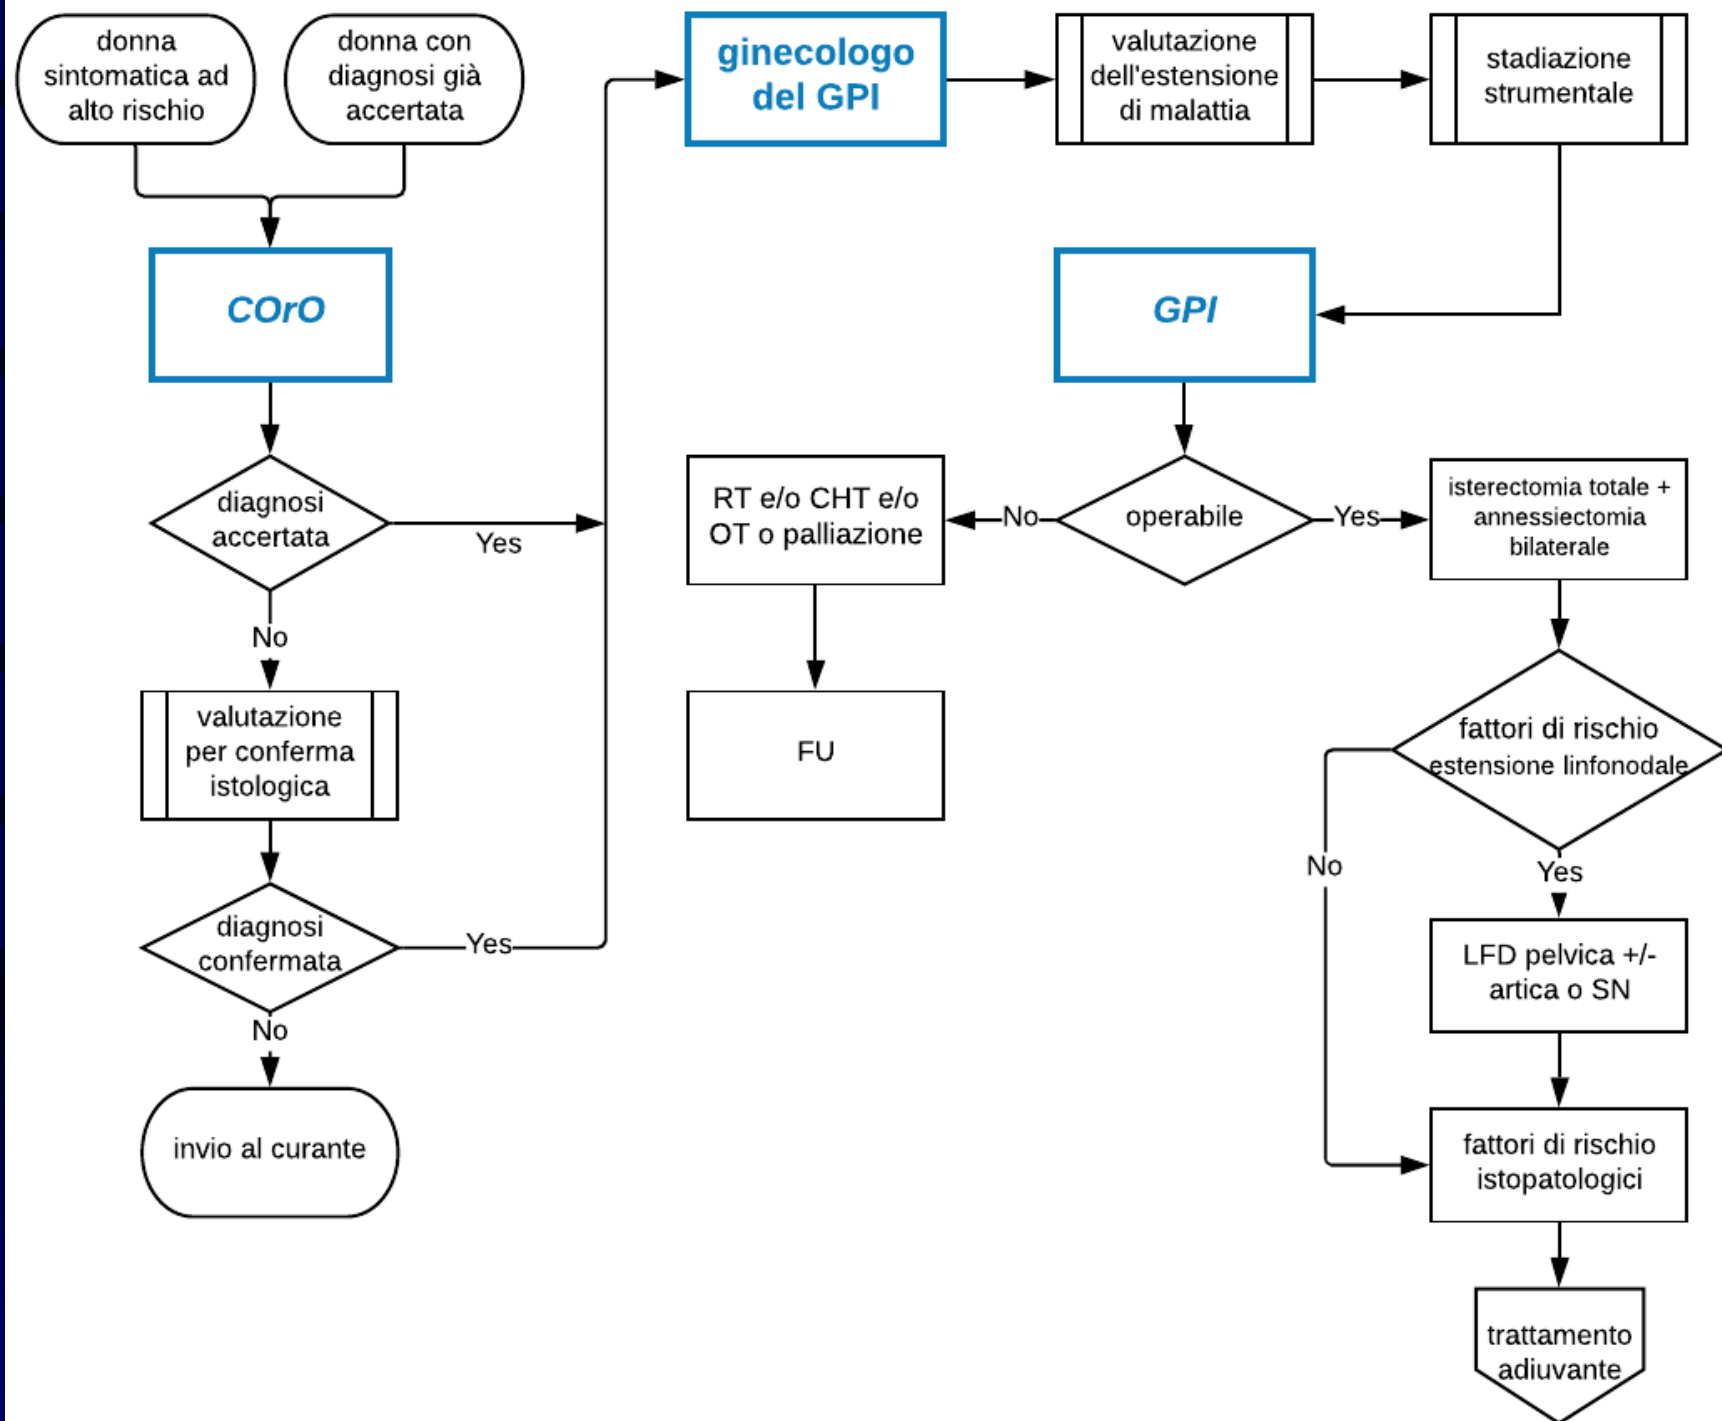 donna
sintomatica ad
alto rischio
donna con
diagnosi già
accertata
COrO
diagnosi
accertata
Yes
No
valutazione
per conferma
istologica
diagnosi
confermata
Yes
No
invio al curante
ginecologo
del GPI
valutazione
dell'estensione
di malattia
stadiazione
strumentale
GPI
operabile
No
Yes
RT e/o CHT e/o
OT o palliazione
FU
isterectomia totale +
annessiectomia
bilaterale
fattori di rischio
estensione linfonodale
No
Yes
LFD pelvica +/-
artica o SN
fattori di rischio
istopatologici
trattamento
adiuvante